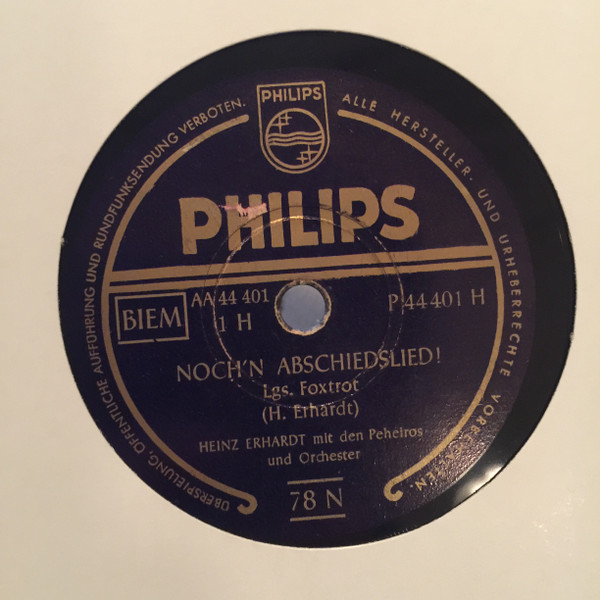 PHILIPS
ALLE HERSTELLER- UND URHEBERRECHTE VORBEHALTEN.
ÜBERSPIELUNG, ÖFFENTLICHE AUFFÜHRUNG UND RUNDFUNKSENDUNG VERBOTEN.
PHILIPS
BIEM
AA 44 401
1 H
P 44401 H
NOCH'N ABSCHIEDSLIED!
Lgs. Foxtrot
(H. Erhardt)
HEINZ ERHARDT mit den Peheiros
und Orchester
78 N